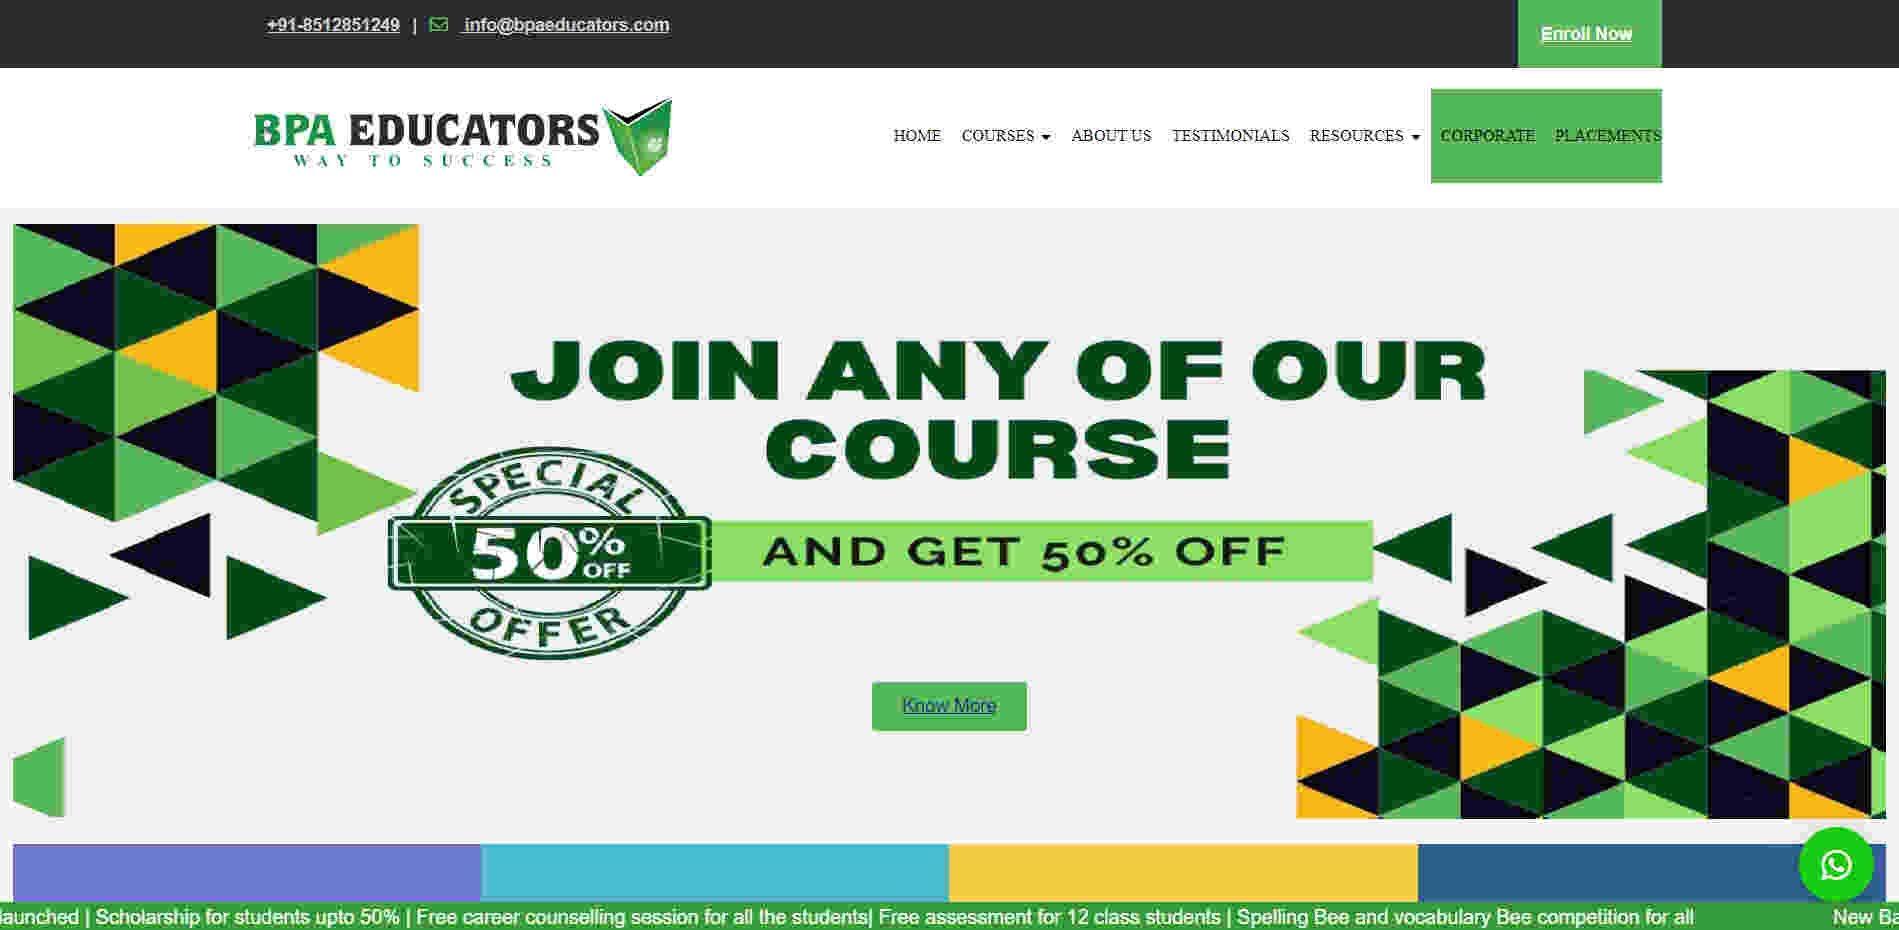 +91-8512851249 | info@bpaeducators.com
Enroll Now
BPA EDUCATORS
WAY TO SUCCESS
HOME COURSES ABOUT US TESTIMONIALS RESOURCES CORPORATE PLACEMENTS
JOIN ANY OF OUR
COURSE
SPECIAL
50% OFF
OFFER
AND GET 50% OFF
Know More
launched | Scholarship for students upto 50% | Free career counselling session for all the students| Free assessment for 12 class students | Spelling Bee and vocabulary Bee competition for all
New Ba